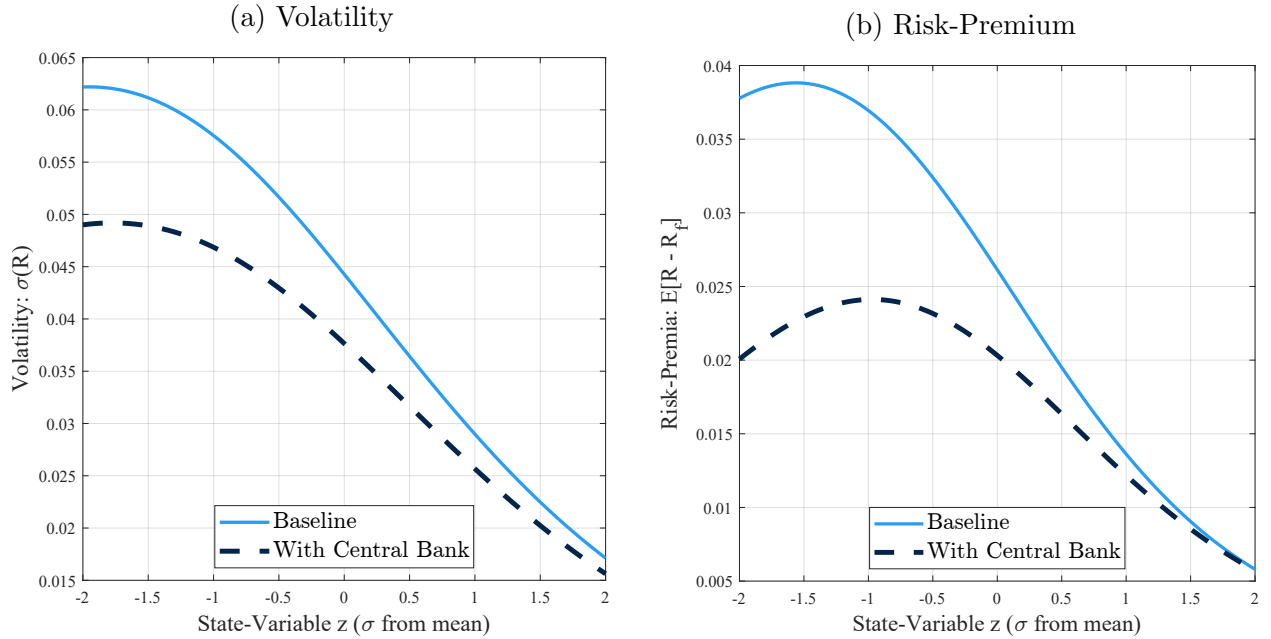 (a) Volatility
0.065
0.06
0.055
0.05
0.045
0.04
0.035
0.03
0.025
0.02
0.015
Volatility: σ(R)
-2 -1.5 -1 -0.5 0 0.5 1 1.5 2
State-Variable z (σ from mean)
Baseline
With Central Bank
(b) Risk-Premium
0.04
0.035
0.03
0.025
0.02
0.015
0.01
0.005
Risk-Premia: E[R - R_f]
-2 -1.5 -1 -0.5 0 0.5 1 1.5 2
State-Variable z (σ from mean)
Baseline
With Central Bank